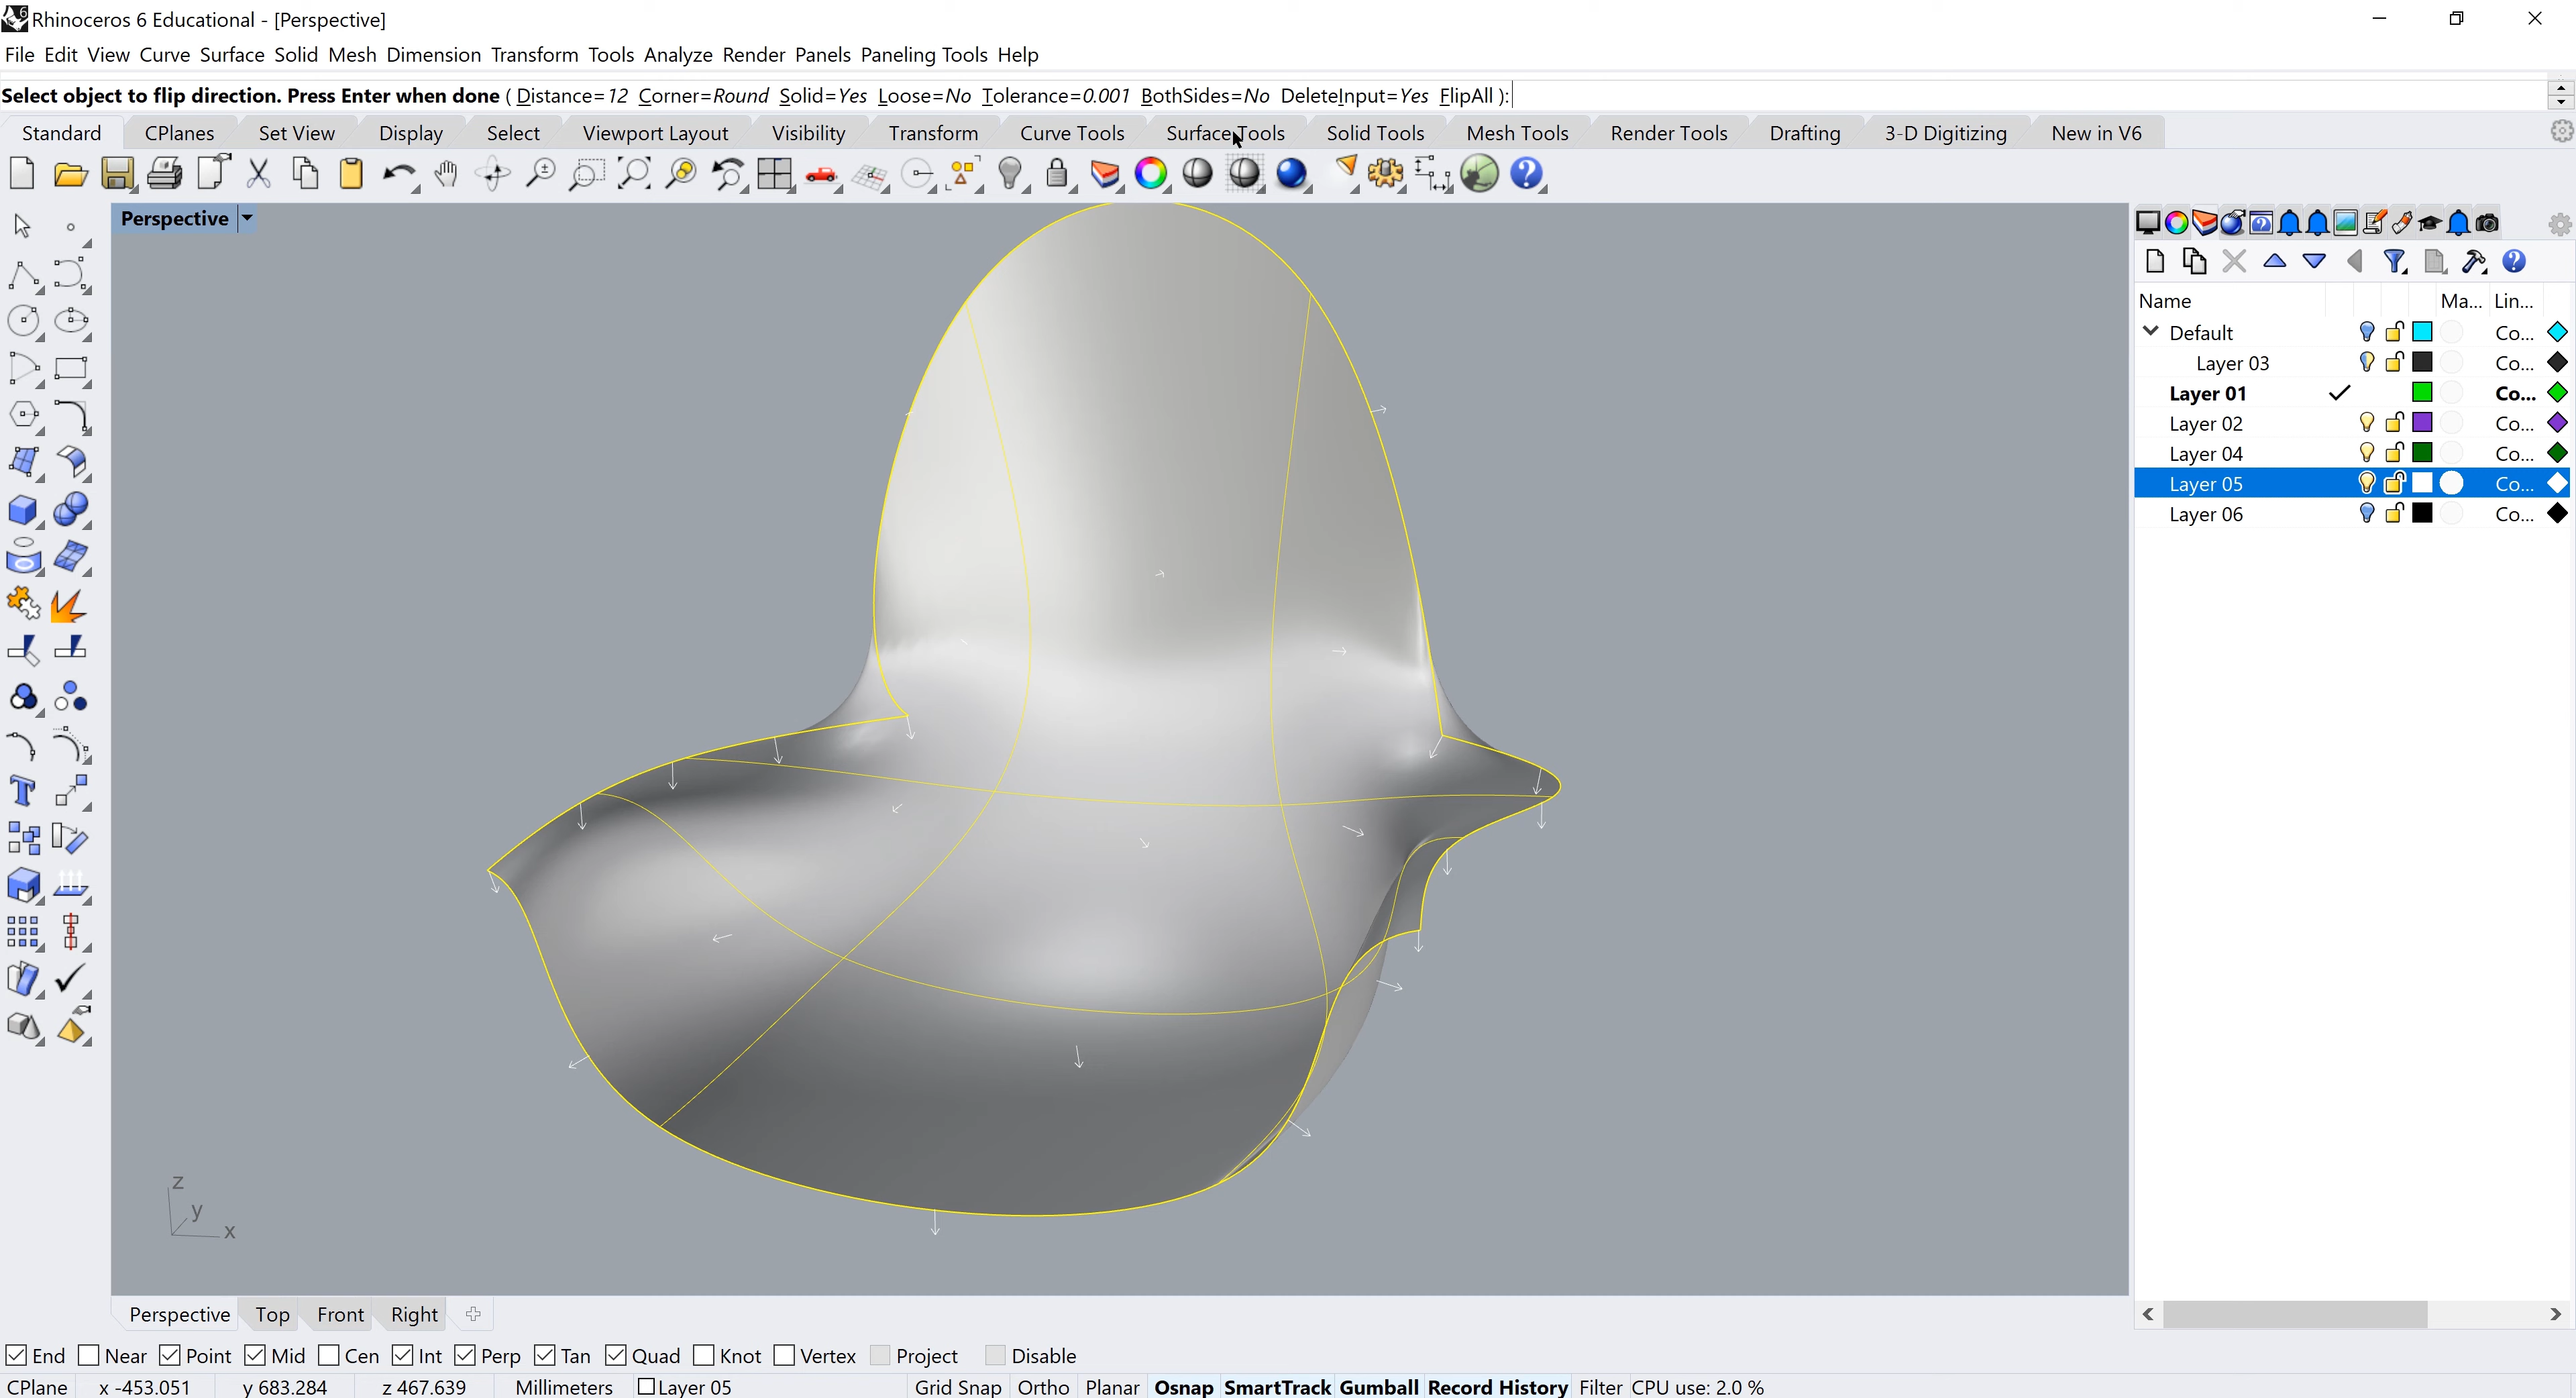 Rhinoceros 6 Educational - [Perspective]
File Edit View Curve Surface Solid Mesh Dimension Transform Tools Analyze Render Panels Paneling Tools Help
Select object to flip direction. Press Enter when done ( Distance=12 Corner=Round Solid=Yes Loose=No Tolerance=0.001 BothSides=No DeleteInput=Yes FlipAll ):
Standard CPlanes Set View Display Select Viewport Layout Visibility Transform Curve Tools Surface Tools Solid Tools Mesh Tools Render Tools Drafting 3-D Digitizing New in V6
Perspective
Name Ma... Lin...
Default Co...
Layer 03 Co...
Layer 01 Co...
Layer 02 Co...
Layer 04 Co...
Layer 05 Co...
Layer 06 Co...
z
y
x
Perspective Top Front Right
End Near Point Mid Cen Int Perp Tan Quad Knot Vertex Project Disable
CPlane x -453.051 y 683.284 z 467.639 Millimeters Layer 05 Grid Snap Ortho Planar Osnap SmartTrack Gumball Record History Filter CPU use: 2.0 %